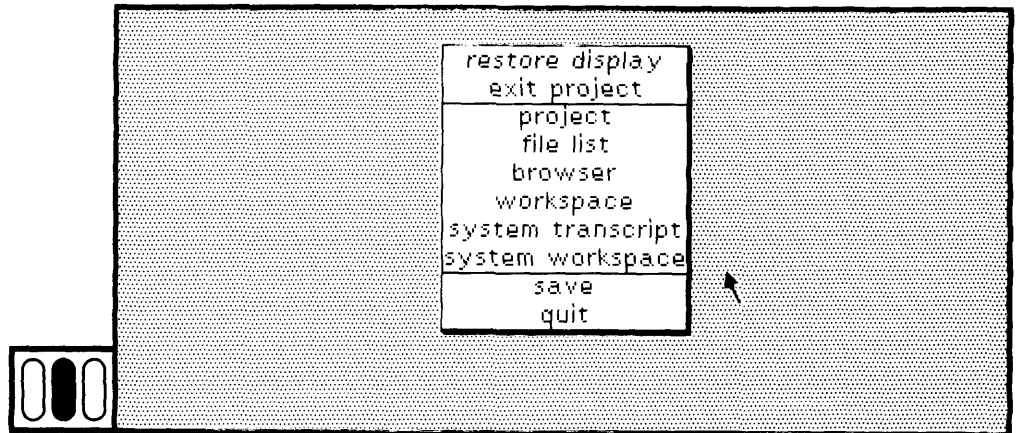 restore display
exit project
project
file list
browser
workspace
system transcript
system workspace
save
quit